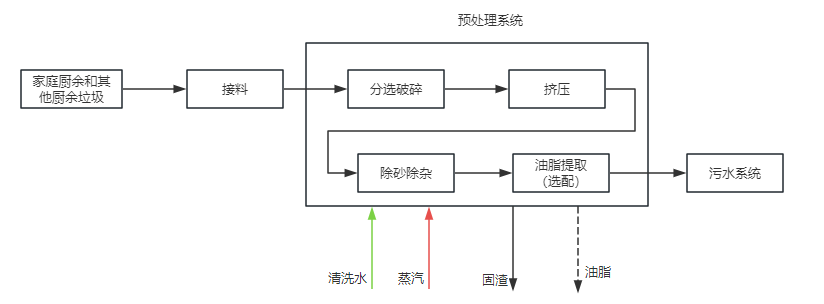 预处理系统
家庭厨余和其
他厨余垃圾
接料
分选破碎
挤压
除砂除杂
油脂提取
（选配）
污水系统
清洗水
蒸汽
固渣
油脂